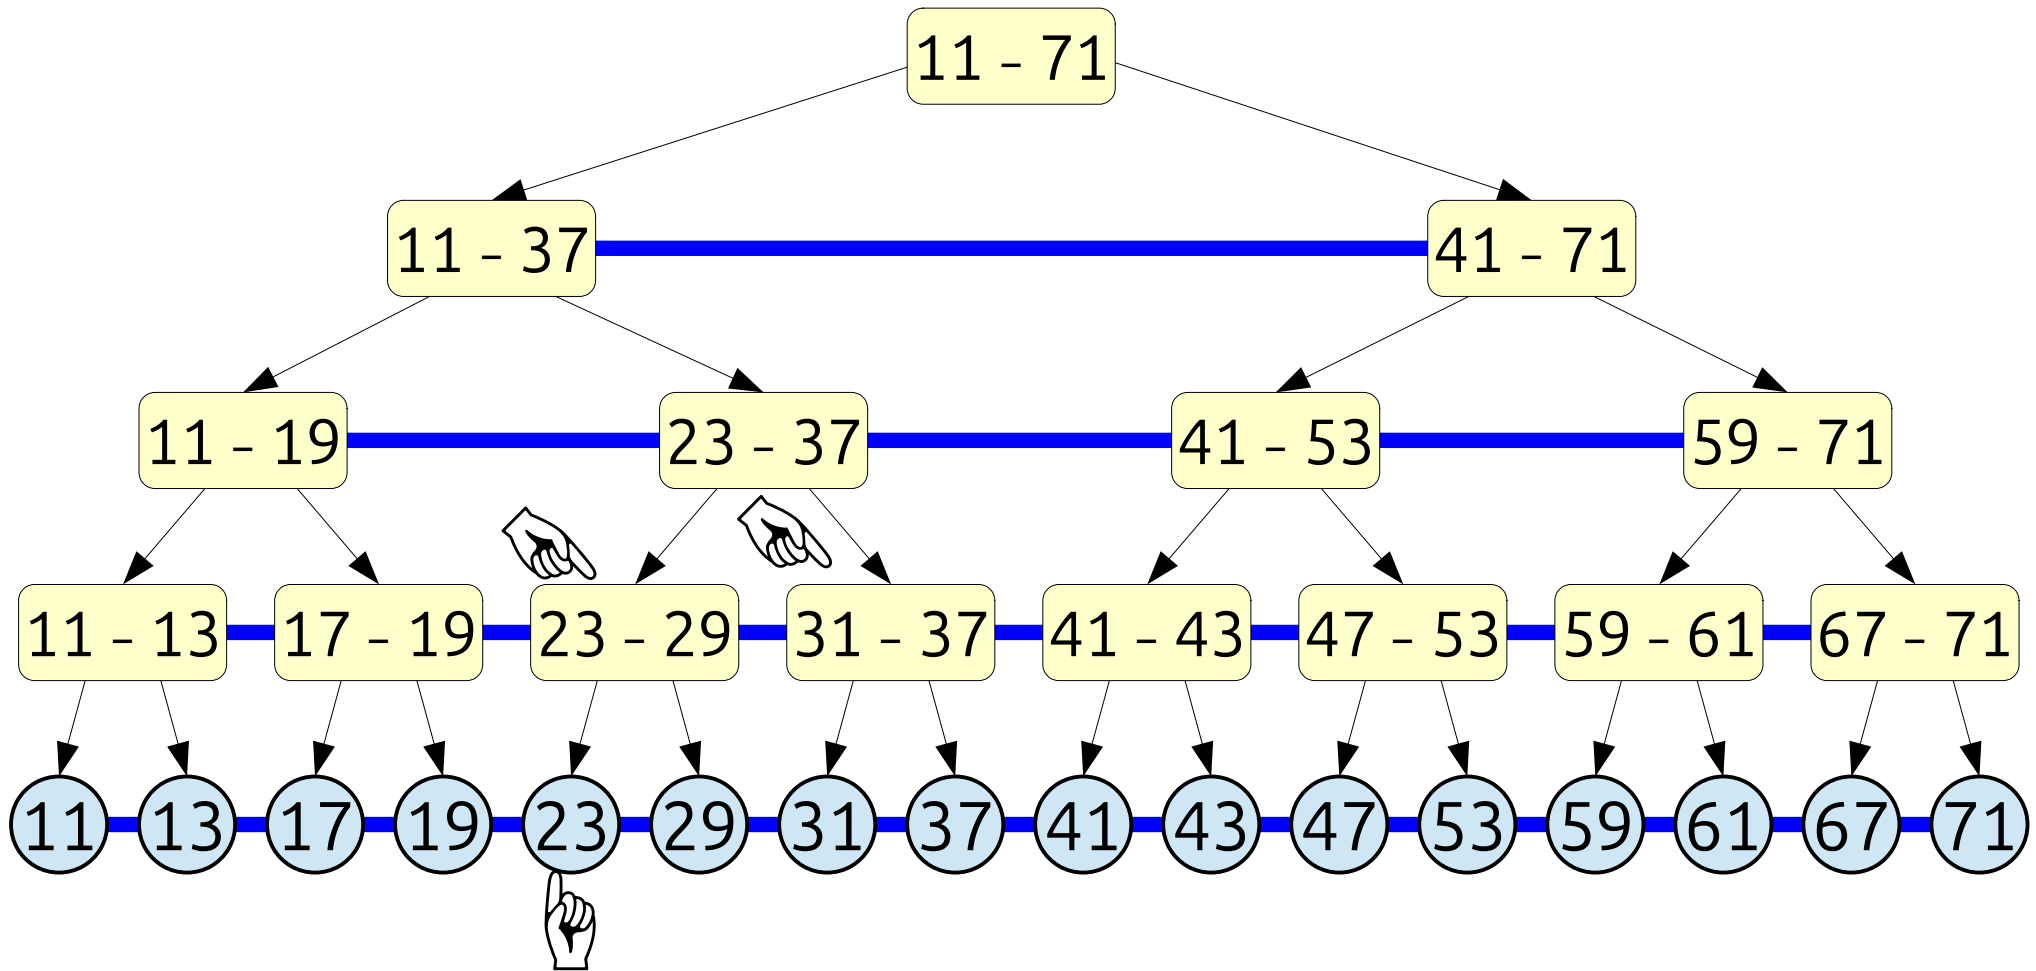 11 – 71
11 – 37 41 – 71
11 – 19 23 – 37 41 – 53 59 – 71
11 – 13 17 – 19 23 – 29 31 – 37 41 – 43 47 – 53 59 – 61 67 – 71
11 13 17 19 23 29 31 37 41 43 47 53 59 61 67 71